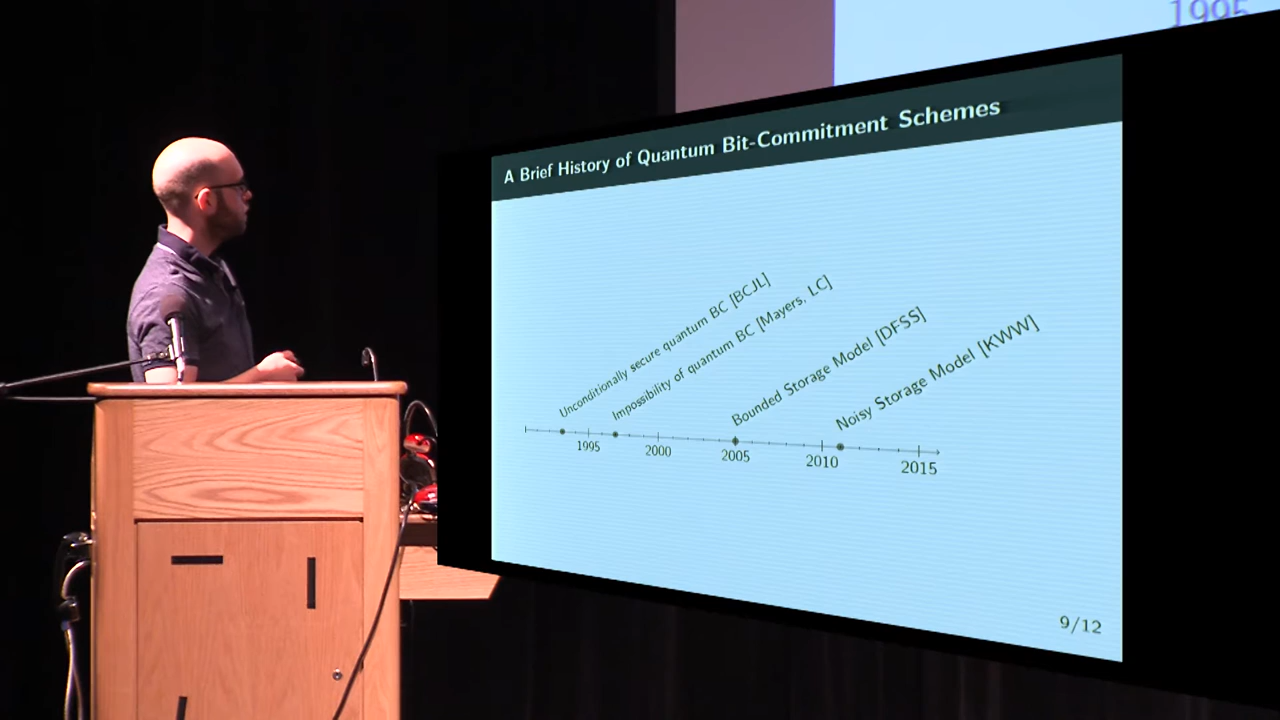 1995
A Brief History of Quantum Bit-Commitment Schemes
Unconditionally secure quantum BC [BCJL]
Impossibility of quantum BC [Mayers, LC]
Bounded Storage Model [DFSS]
Noisy Storage Model [KWW]
1995
2000
2005
2010
2015
9/12